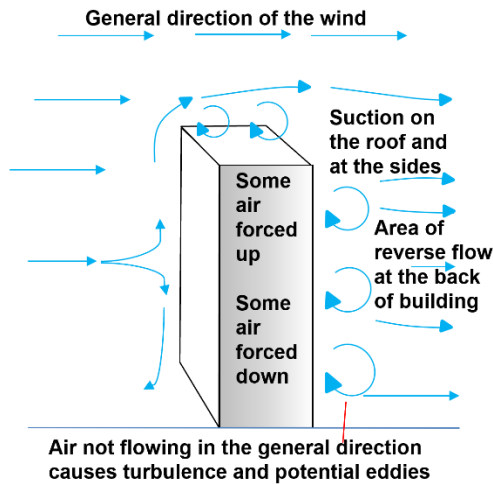 General direction of the wind
Suction on
the roof and
at the sides
Some
air
forced
up
Area of
reverse flow
at the back
of building
Some
air
forced
down
Air not flowing in the general direction
causes turbulence and potential eddies